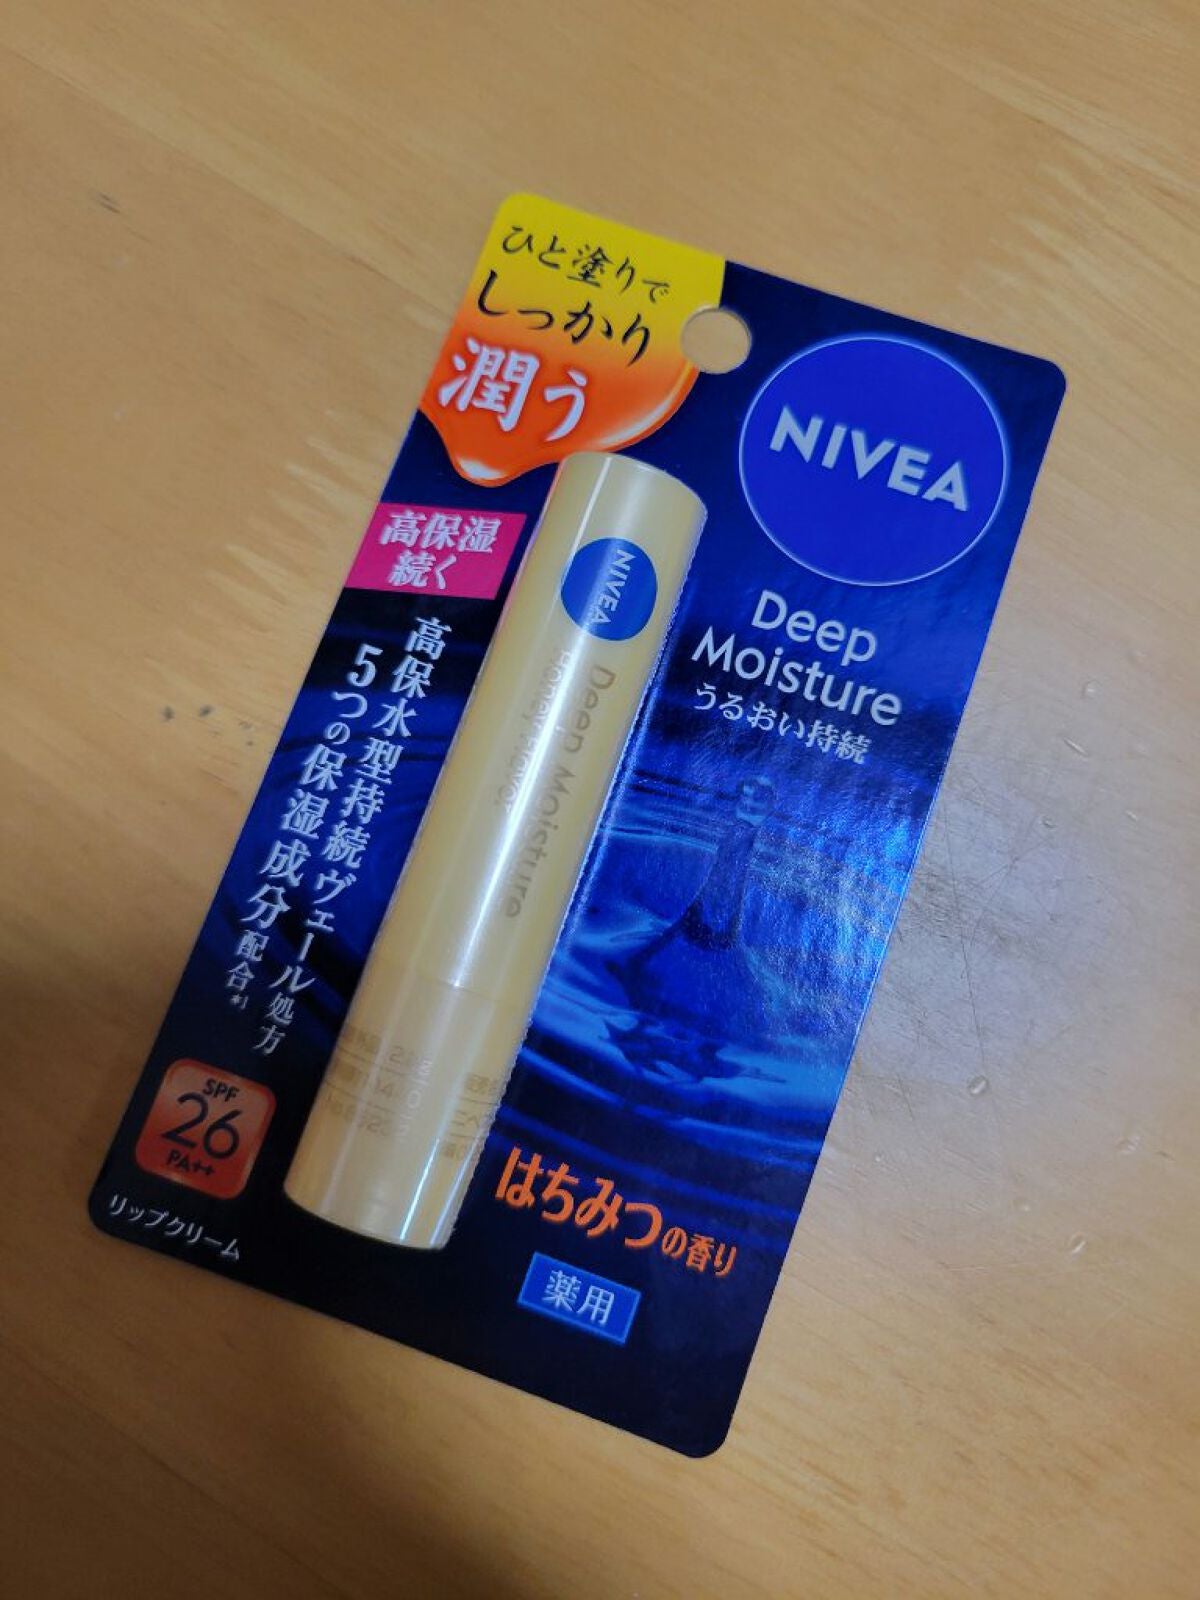 ひと塗りで
しっかり
潤う
NIVEA
高保湿
続く
Deep
Moisture
うるおい持続
高保水型持続ヴェール処方
5つの保湿成分配合*1
NIVEA
Deep Moisture
Honey Flavor
SPF
26
PA++
リップクリーム
はちみつの香り
薬用